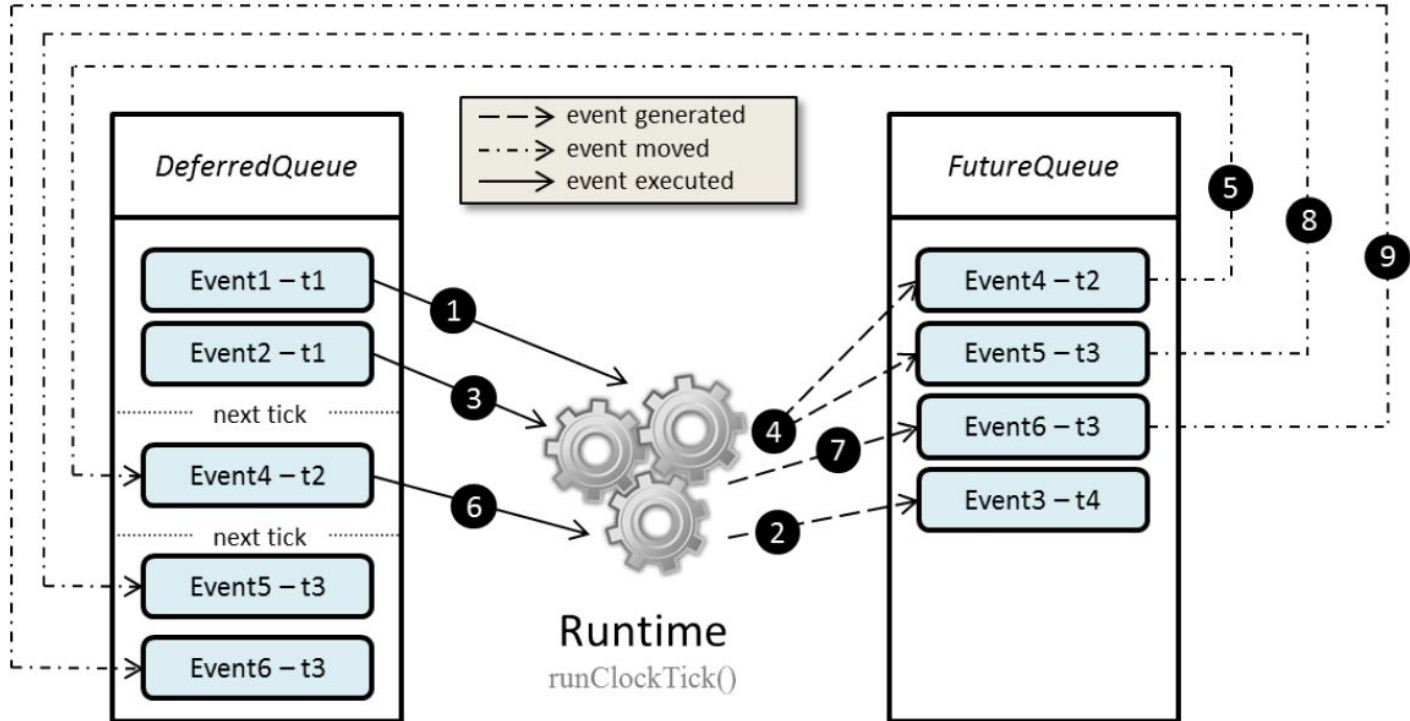 event generated
event moved
event executed
DeferredQueue
Event1 – t1
Event2 – t1
next tick
Event4 – t2
next tick
Event5 – t3
Event6 – t3
1
3
6
4
7
2
Runtime
runClockTick()
FutureQueue
Event4 – t2
Event5 – t3
Event6 – t3
Event3 – t4
5
8
9